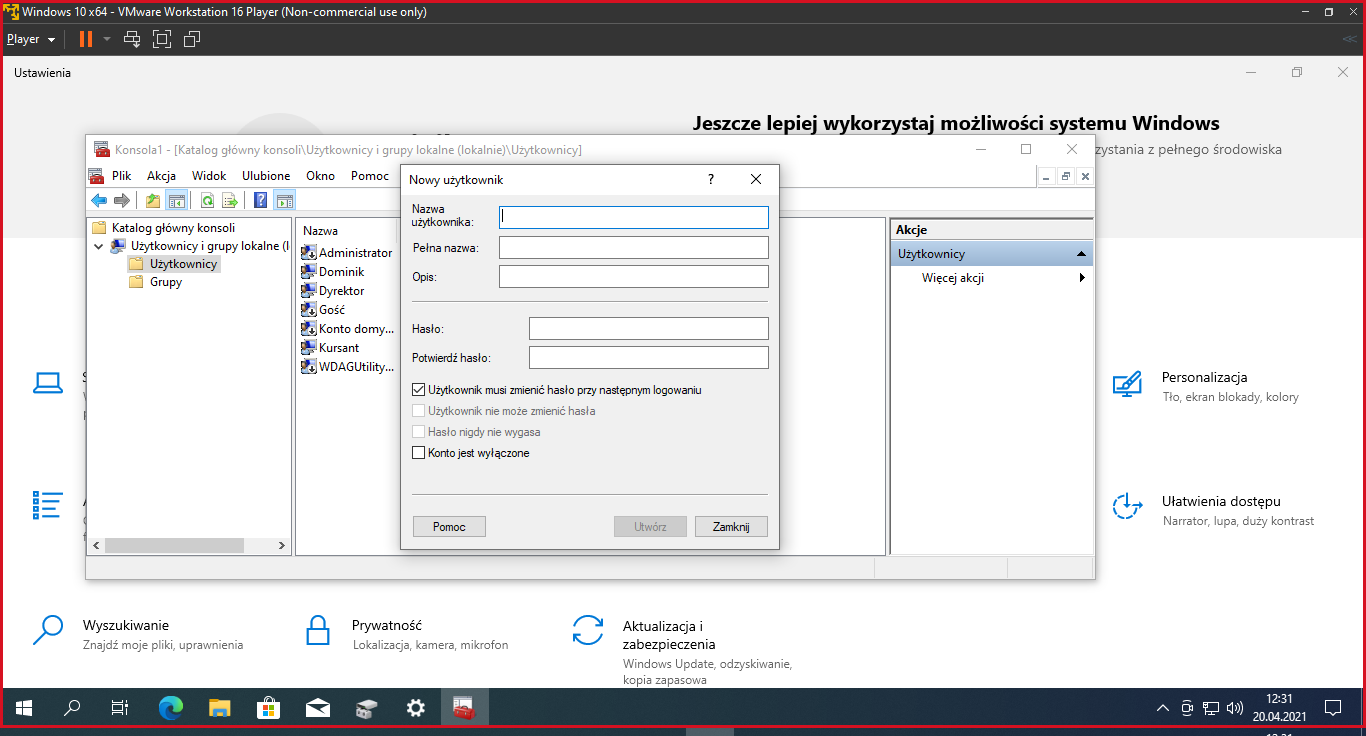 Windows 10 x64 - VMware Workstation 16 Player (Non-commercial use only)
Player
Ustawienia
Jeszcze lepiej wykorzystaj możliwości systemu Windows
zystania z pełnego środowiska
Konsola1 - [Katalog główny konsoli\Użytkownicy i grupy lokalne (lokalnie)\Użytkownicy]
Plik Akcja Widok Ulubione Okno Pomoc
Katalog główny konsoli
Użytkownicy i grupy lokalne (l
Użytkownicy
Grupy
Nazwa
Administrator
Dominik
Dyrektor
Gość
Konto domy...
Kursant
WDAGUtility...
Nowy użytkownik
?
Nazwa
użytkownika:
Pełna nazwa:
Opis:
Hasło:
Potwierdź hasło:
Użytkownik musi zmienić hasło przy następnym logowaniu
Użytkownik nie może zmienić hasła
Hasło nigdy nie wygasa
Konto jest wyłączone
Pomoc Utwórz Zamknij
Akcje
Użytkownicy
Więcej akcji
Personalizacja
Tło, ekran blokady, kolory
Ułatwienia dostępu
Narrator, lupa, duży kontrast
Wyszukiwanie
Znajdź moje pliki, uprawnienia
Prywatność
Lokalizacja, kamera, mikrofon
Aktualizacja i
zabezpieczenia
Windows Update, odzyskiwanie,
kopia zapasowa
12:31
20.04.2021